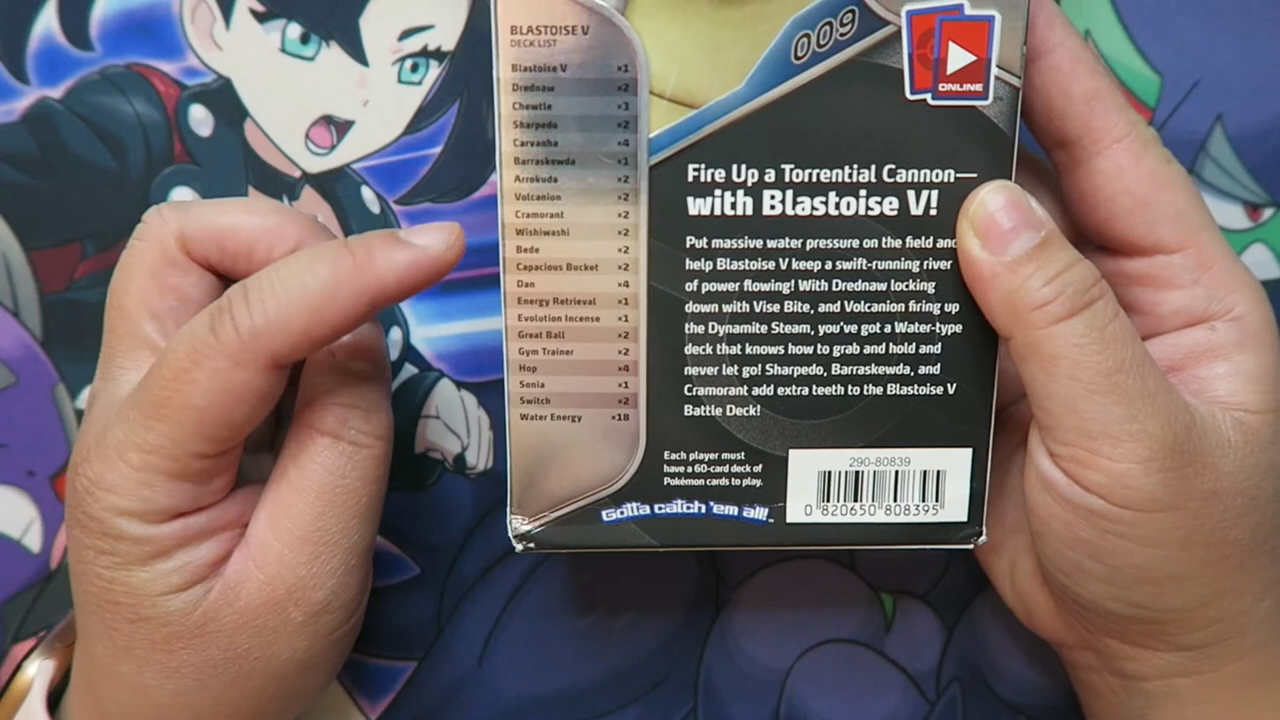 BLASTOISE V
DECK LIST
Blastoise V ×1
Drednaw ×2
Chewtle ×3
Sharpedo ×2
Carvanha ×4
Barraskewda ×1
Arrokuda ×2
Volcanion ×2
Cramorant ×2
Wishiwashi ×2
Bede ×2
Capacious Bucket ×2
Dan ×4
Energy Retrieval ×1
Evolution Incense ×1
Great Ball ×2
Gym Trainer ×2
Hop ×4
Sonia ×1
Switch ×2
Water Energy ×18
009
ONLINE
Fire Up a Torrential Cannon—
with Blastoise V!
Put massive water pressure on the field and
help Blastoise V keep a swift-running river
of power flowing! With Drednaw locking
down with Vise Bite, and Volcanion firing up
the Dynamite Steam, you've got a Water-type
deck that knows how to grab and hold and
never let go! Sharpedo, Barraskewda, and
Cramorant add extra teeth to the Blastoise V
Battle Deck!
Each player must
have a 60-card deck of
Pokémon cards to play.
Gotta catch 'em all!™
290-80839
0 820650 808395